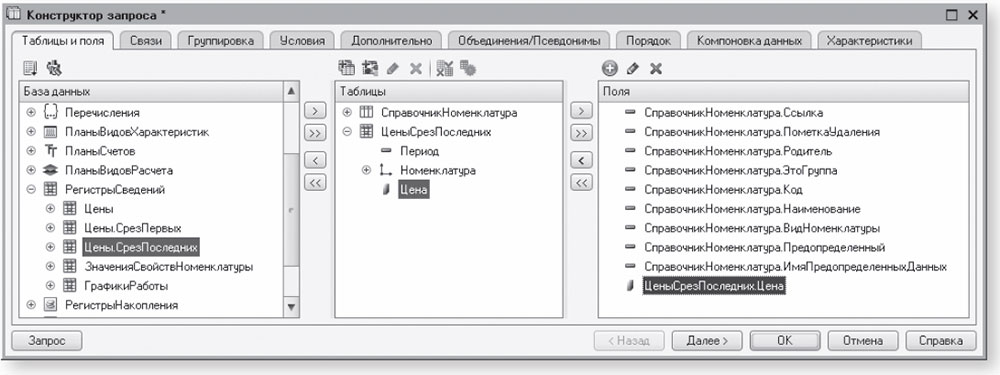 Конструктор запроса *
Таблицы и поля
Связи
Группировка
Условия
Дополнительно
Объединения/Псевдонимы
Порядок
Компоновка данных
Характеристики
База данных
Перечисления
ПланыВидовХарактеристик
ПланыСчетов
ПланыВидовРасчета
РегистрыСведений
Цены
Цены.СрезПервых
Цены.СрезПоследних
ЗначенияСвойствНоменклатуры
ГрафикиРаботы
РегистрыНакопления
Таблицы
СправочникНоменклатура
ЦеныСрезПоследних
Период
Номенклатура
Цена
Поля
СправочникНоменклатура.Ссылка
СправочникНоменклатура.ПометкаУдаления
СправочникНоменклатура.Родитель
СправочникНоменклатура.ЭтоГруппа
СправочникНоменклатура.Код
СправочникНоменклатура.Наименование
СправочникНоменклатура.ВидНоменклатуры
СправочникНоменклатура.Предопределенный
СправочникНоменклатура.ИмяПредопределенныхДанных
ЦеныСрезПоследних.Цена
Запрос
< Назад
Далее >
ОК
Отмена
Справка